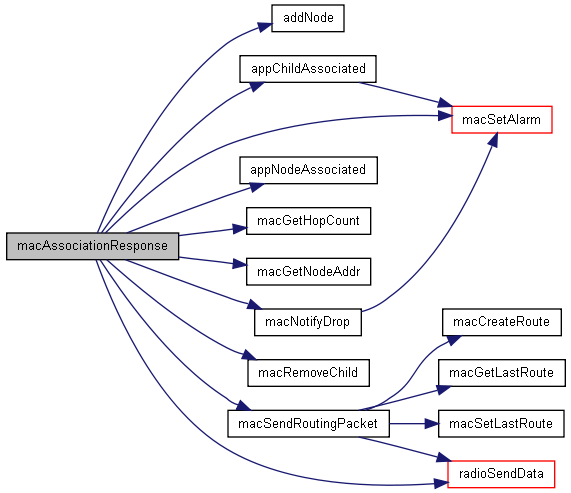 addNode
appChildAssociated
macSetAlarm
appNodeAssociated
macGetHopCount
macAssociationResponse
macGetNodeAddr
macNotifyDrop
macCreateRoute
macRemoveChild
macGetLastRoute
macSendRoutingPacket
macSetLastRoute
radioSendData